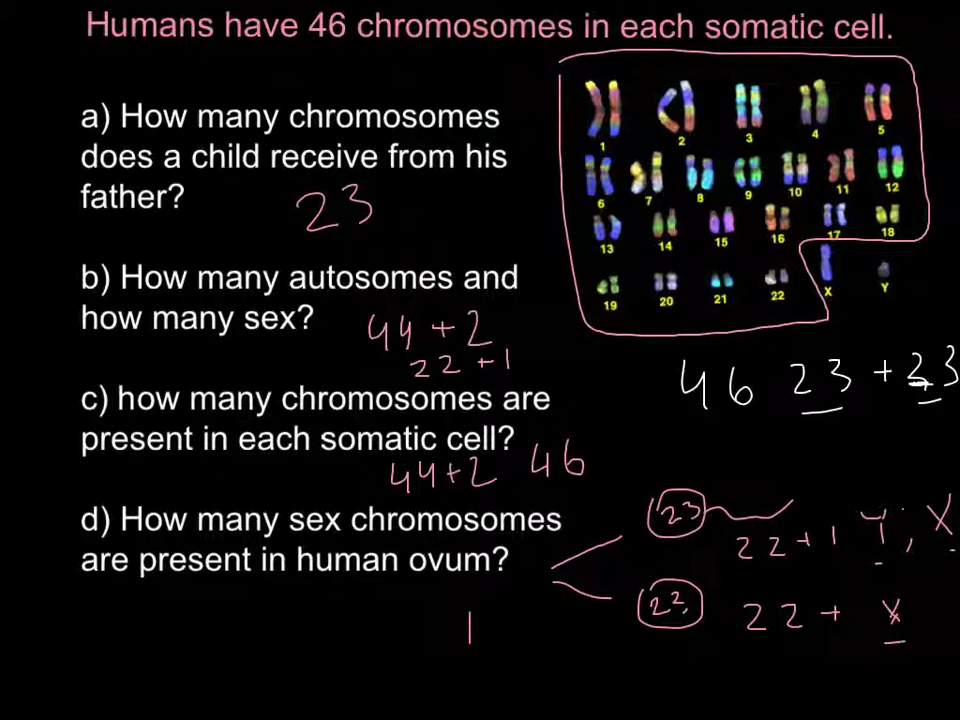 Humans have 46 chromosomes in each somatic cell.
a) How many chromosomes
does a child receive from his
father?
23
b) How many autosomes and
how many sex?
44 + 2
22 + 1
c) how many chromosomes are
present in each somatic cell?
44+2 46
d) How many sex chromosomes
are present in human ovum?
1
1 2 3 4 5
6 7 8 9 10 11 12
13 14 15 16 17 18
19 20 21 22 X Y
46 23 + 23
23
22 + 1 Y, X
22 + X